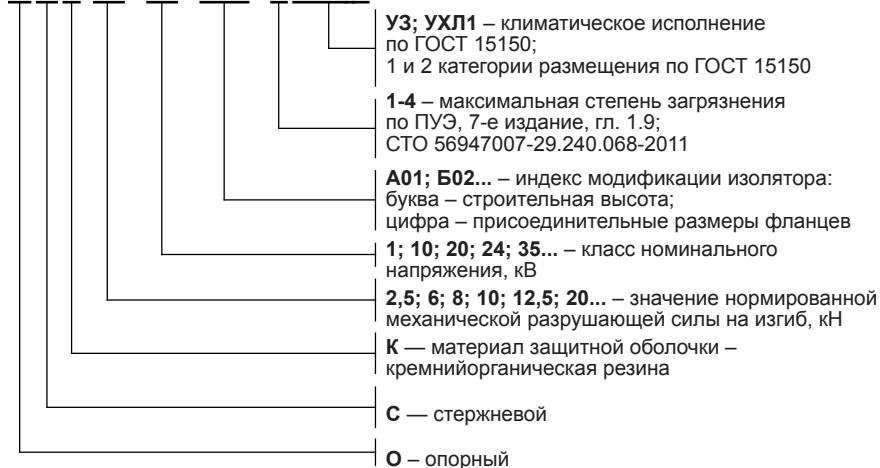 У3; УХЛ1 – климатическое исполнение
по ГОСТ 15150;
1 и 2 категории размещения по ГОСТ 15150
1-4 – максимальная степень загрязнения
по ПУЭ, 7-е издание, гл. 1.9;
СТО 56947007-29.240.068-2011
А01; Б02... – индекс модификации изолятора:
буква – строительная высота;
цифра – присоединительные размеры фланцев
1; 10; 20; 24; 35... – класс номинального
напряжения, кВ
2,5; 6; 8; 10; 12,5; 20... – значение нормированной
механической разрушающей силы на изгиб, кН
К — материал защитной оболочки –
кремнийорганическая резина
С — стержневой
О – опорный